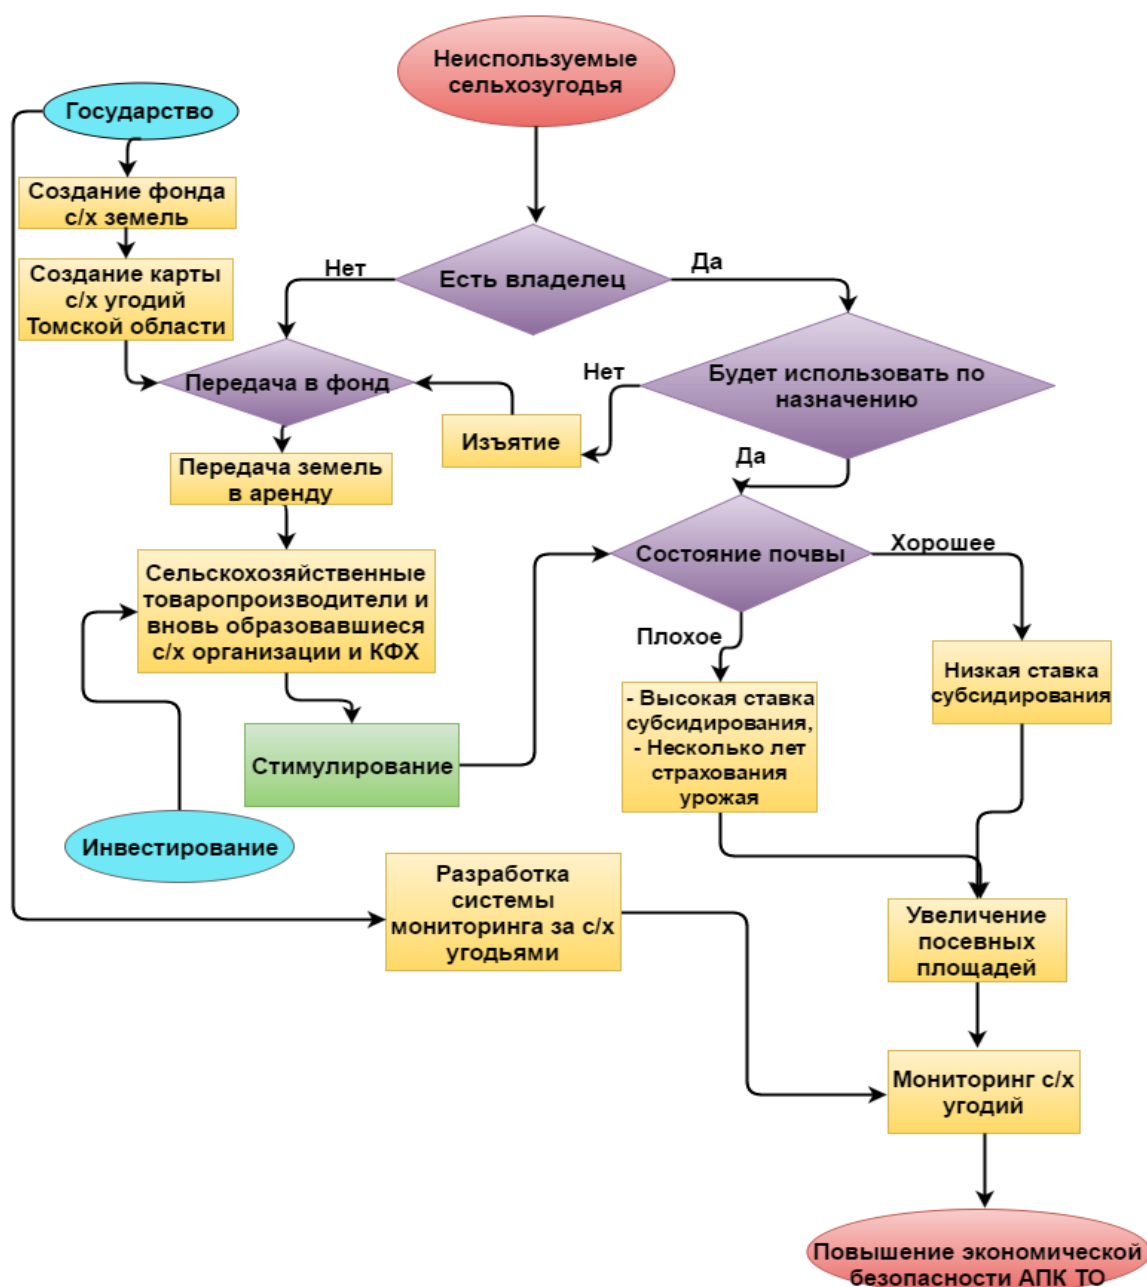 Неиспользуемые
сельхозугодья
Государство
Создание фонда
с/х земель
Создание карты
с/х угодий
Томской области
Нет
Есть владелец
Да
Передача в фонд
Нет
Будет использовать по
назначению
Изъятие
Да
Передача земель
в аренду
Состояние почвы
Хорошее
Сельскохозяйственные
товаропроизводители и
вновь образовавшиеся
с/х организации и КФХ
Плохое
Низкая ставка
субсидирования
- Высокая ставка
субсидирования,
- Несколько лет
страхования
урожая
Стимулирование
Инвестирование
Разработка
системы
мониторинга за с/х
угодьями
Увеличение
посевных
площадей
Мониторинг с/х
угодий
Повышение экономической
безопасности АПК ТО